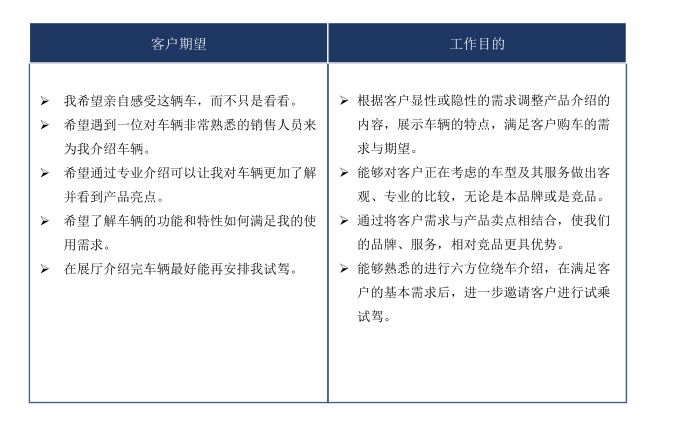 客户期望
工作目的
➢ 我希望亲自感受这辆车，而不只是看看。
➢ 希望遇到一位对车辆非常熟悉的销售人员来
为我介绍车辆。
➢ 希望通过专业介绍可以让我对车辆更加了解
并看到产品亮点。
➢ 希望了解车辆的功能和特性如何满足我的使
用需求。
➢ 在展厅介绍完车辆最好能再安排我试驾。
➢ 根据客户显性或隐性的需求调整产品介绍的
内容，展示车辆的特点，满足客户购车的需
求与期望。
➢ 能够对客户正在考虑的车型及其服务做出客
观、专业的比较，无论是本品牌或是竞品。
➢ 通过将客户需求与产品卖点相结合，使我们
的品牌、服务，相对竞品更具优势。
➢ 能够熟悉的进行六方位绕车介绍，在满足客
户的基本需求后，进一步邀请客户进行试乘
试驾。